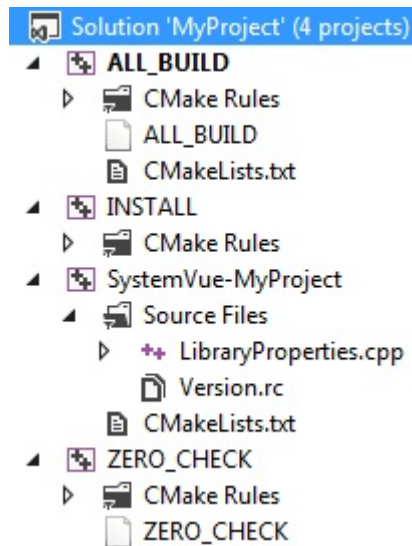 Solution 'MyProject' (4 projects)
ALL_BUILD
CMake Rules
ALL_BUILD
CMakeLists.txt
INSTALL
CMake Rules
SystemVue-MyProject
Source Files
LibraryProperties.cpp
Version.rc
CMakeLists.txt
ZERO_CHECK
CMake Rules
ZERO_CHECK